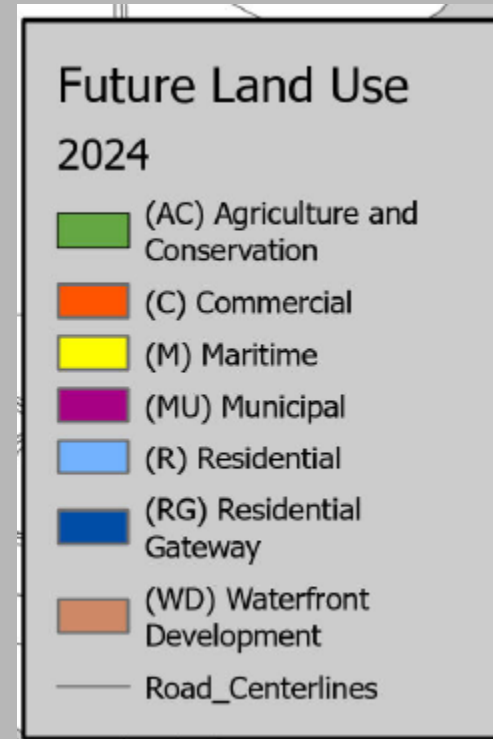 Future Land Use
2024
(AC) Agriculture and
Conservation
(C) Commercial
(M) Maritime
(MU) Municipal
(R) Residential
(RG) Residential
Gateway
(WD) Waterfront
Development
Road_Centerlines